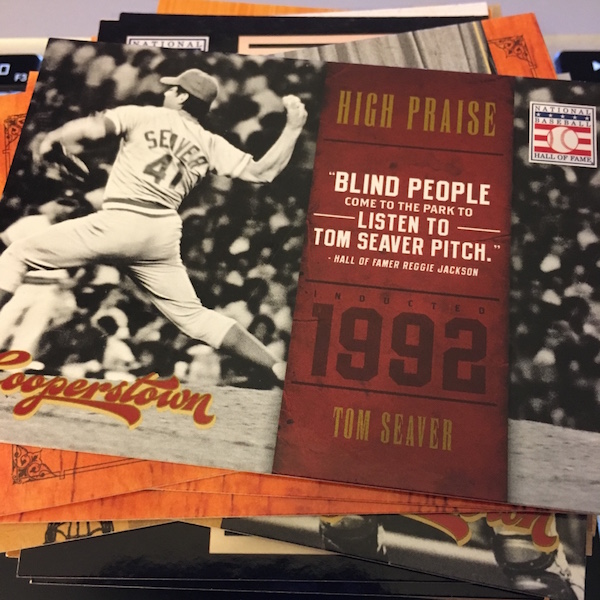 NATIONAL
F3
HIGH PRAISE
SEAVER
41
"BLIND PEOPLE
COME TO THE PARK TO
LISTEN TO
TOM SEAVER PITCH."
- HALL OF FAMER REGGIE JACKSON
INDUCTED
1992
TOM SEAVER
Cooperstown
NATIONAL
BASEBALL
HALL OF FAME